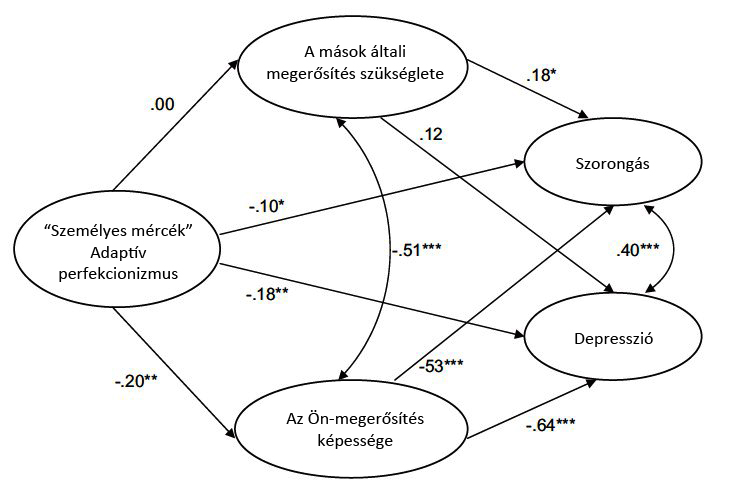 A mások általi
megerősítés szükséglete
.18*
.00
.12
Szorongás
-.10*
“Személyes mércék”
Adaptív
perfekcionizmus
-.51***
.40***
-.18**
Depresszió
-53***
-.20**
Az Ön-megerősítés
képessége
-.64***